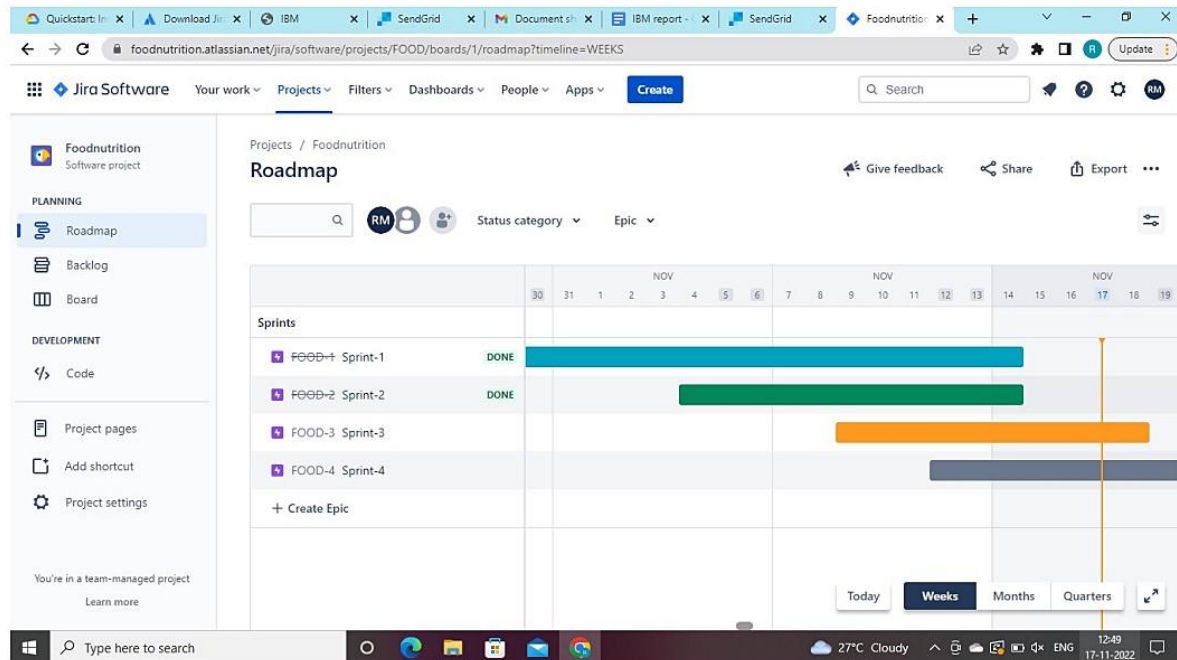 Quickstart: In
Download Jir
IBM
SendGrid
Document sh
IBM report -
SendGrid
Foodnutrition
foodnutrition.atlassian.net/jira/software/projects/FOOD/boards/1/roadmap?timeline=WEEKS
R Update
Jira Software Your work Projects Filters Dashboards People Apps Create Search RM
Foodnutrition
Software project
PLANNING
Roadmap
Backlog
Board
DEVELOPMENT
Code
Project pages
Add shortcut
Project settings
You're in a team-managed project
Learn more
Projects / Foodnutrition
Roadmap
Give feedback Share Export
RM Status category Epic
NOV NOV NOV
30 31 1 2 3 4 5 6 7 8 9 10 11 12 13 14 15 16 17 18 19
Sprints
FOOD-1 Sprint-1 DONE
FOOD-2 Sprint-2 DONE
FOOD-3 Sprint-3
FOOD-4 Sprint-4
+ Create Epic
Today Weeks Months Quarters
Type here to search
27°C Cloudy ENG
12:49
17-11-2022